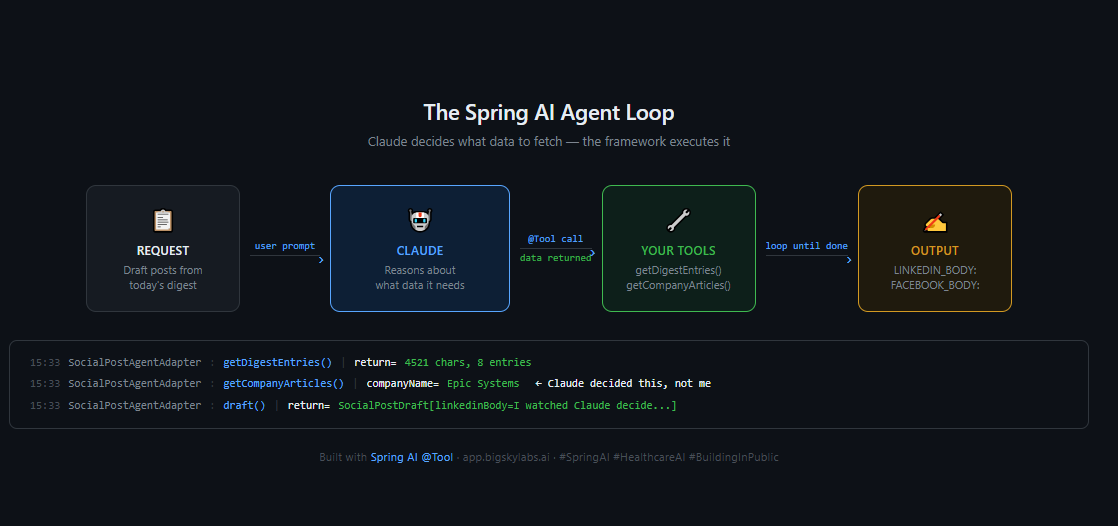 The Spring AI Agent Loop
Claude decides what data to fetch — the framework executes it
REQUEST
Draft posts from
today's digest
user prompt
CLAUDE
Reasons about
what data it needs
@Tool call
data returned
YOUR TOOLS
getDigestEntries()
getCompanyArticles()
loop until done
OUTPUT
LINKEDIN_BODY:
FACEBOOK_BODY:
15:33 SocialPostAgentAdapter : getDigestEntries() | return= 4521 chars, 8 entries
15:33 SocialPostAgentAdapter : getCompanyArticles() | companyName= Epic Systems ← Claude decided this, not me
15:33 SocialPostAgentAdapter : draft() | return= SocialPostDraft[linkedinBody=I watched Claude decide...]
Built with Spring AI @Tool · app.bigskylabs.ai · #SpringAI #HealthcareAI #BuildingInPublic